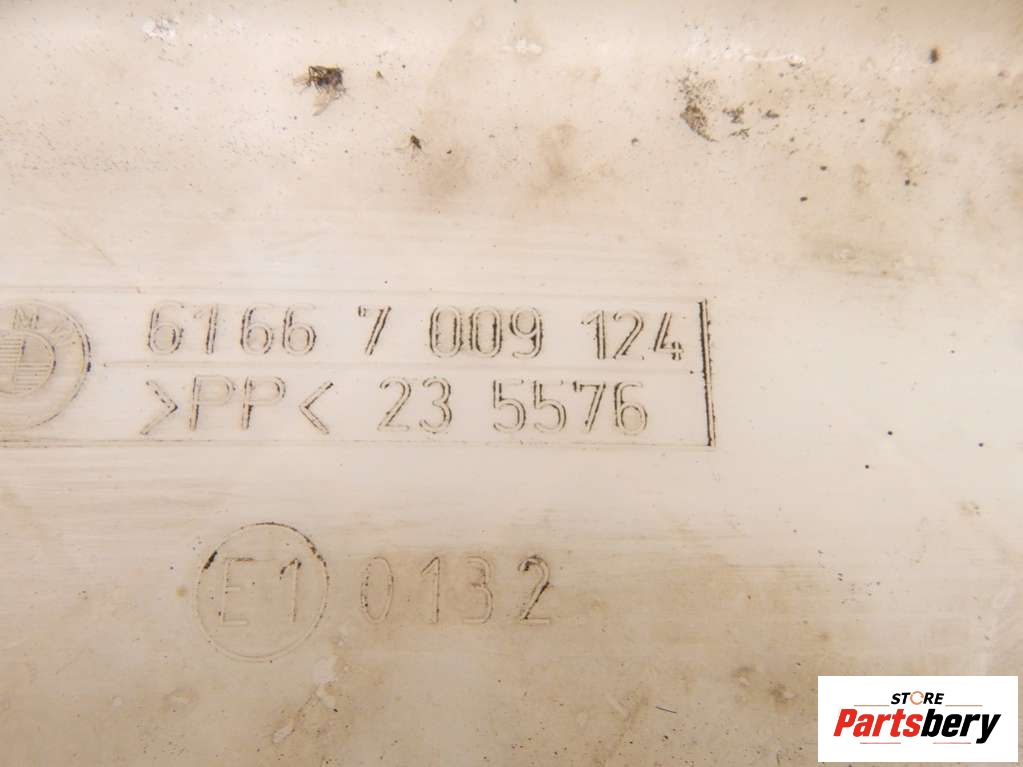 6166 7 009 124
>PP< 23 5576
E1 0132
STORE
Partsbery